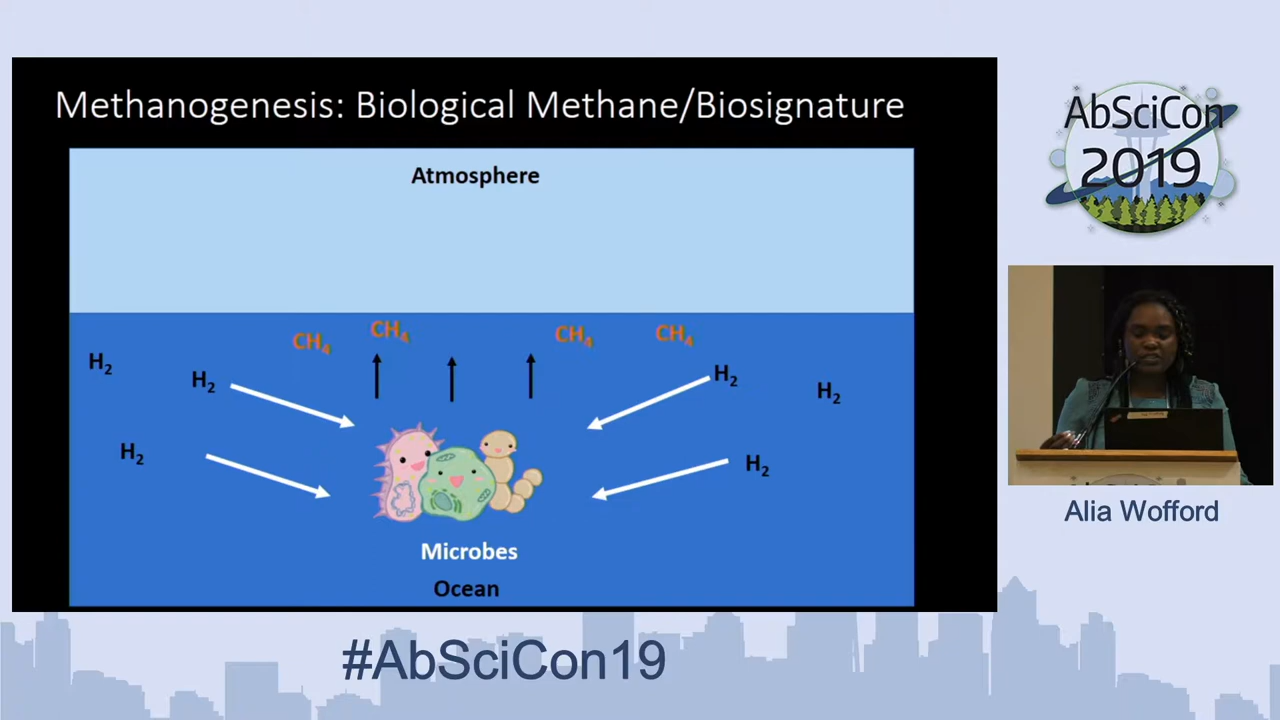 Methanogenesis: Biological Methane/Biosignature
Atmosphere
CH₄
CH₄
CH₄
CH₄
H₂
H₂
H₂
H₂
H₂
H₂
Microbes
Ocean
AbSciCon
2019
Alia Wofford
#AbSciCon19